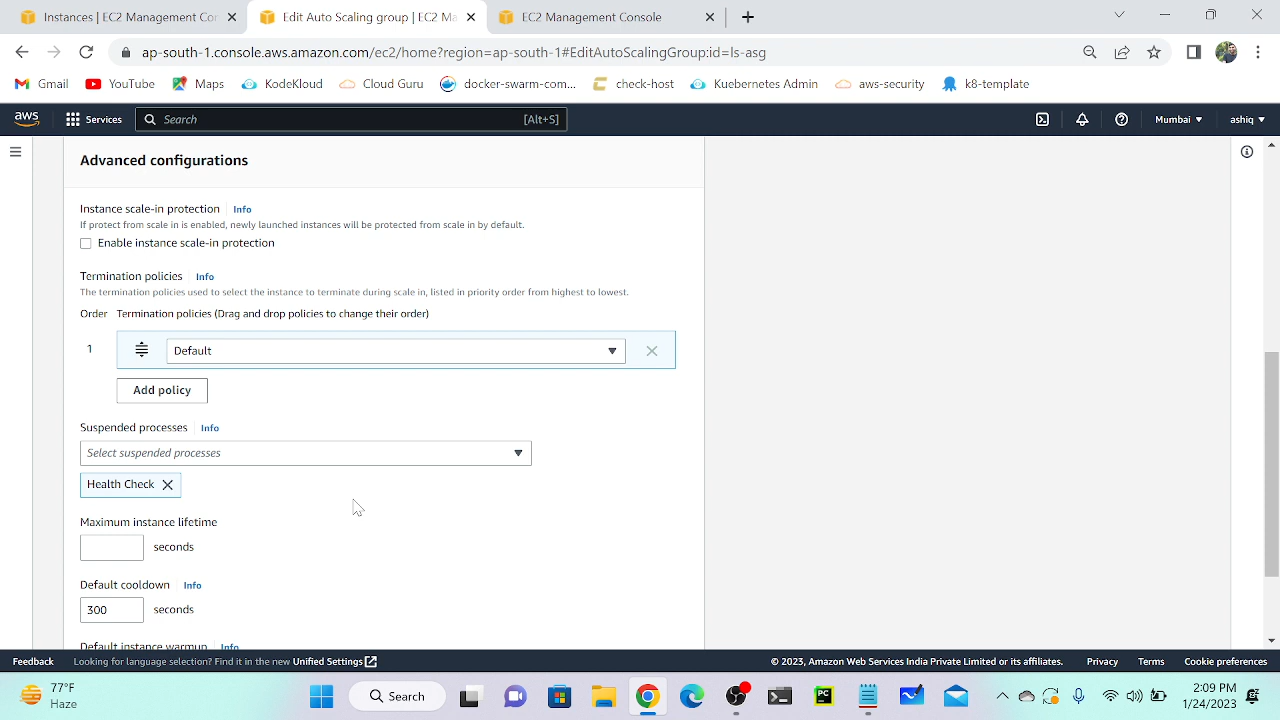 Instances | EC2 Management Con
Edit Auto Scaling group | EC2 Ma
EC2 Management Console
ap-south-1.console.aws.amazon.com/ec2/home?region=ap-south-1#EditAutoScalingGroup:id=ls-asg
Gmail
YouTube
Maps
KodeKloud
Cloud Guru
docker-swarm-com...
check-host
Kubernetes Admin
aws-security
k8-template
aws
Services
Search
[Alt+S]
Mumbai
ashiq
Advanced configurations
Instance scale-in protection Info
If protect from scale in is enabled, newly launched instances will be protected from scale in by default.
Enable instance scale-in protection
Termination policies Info
The termination policies used to select the instance to terminate during scale in, listed in priority order from highest to lowest.
Order Termination policies (Drag and drop policies to change their order)
1 Default
Add policy
Suspended processes Info
Select suspended processes
Health Check
Maximum instance lifetime
seconds
Default cooldown Info
300 seconds
Default instance warmup Info
Feedback
Looking for language selection? Find it in the new Unified Settings
© 2023, Amazon Web Services India Private Limited or its affiliates.
Privacy
Terms
Cookie preferences
77°F
Haze
Search
PC
2:09 PM
1/24/2023